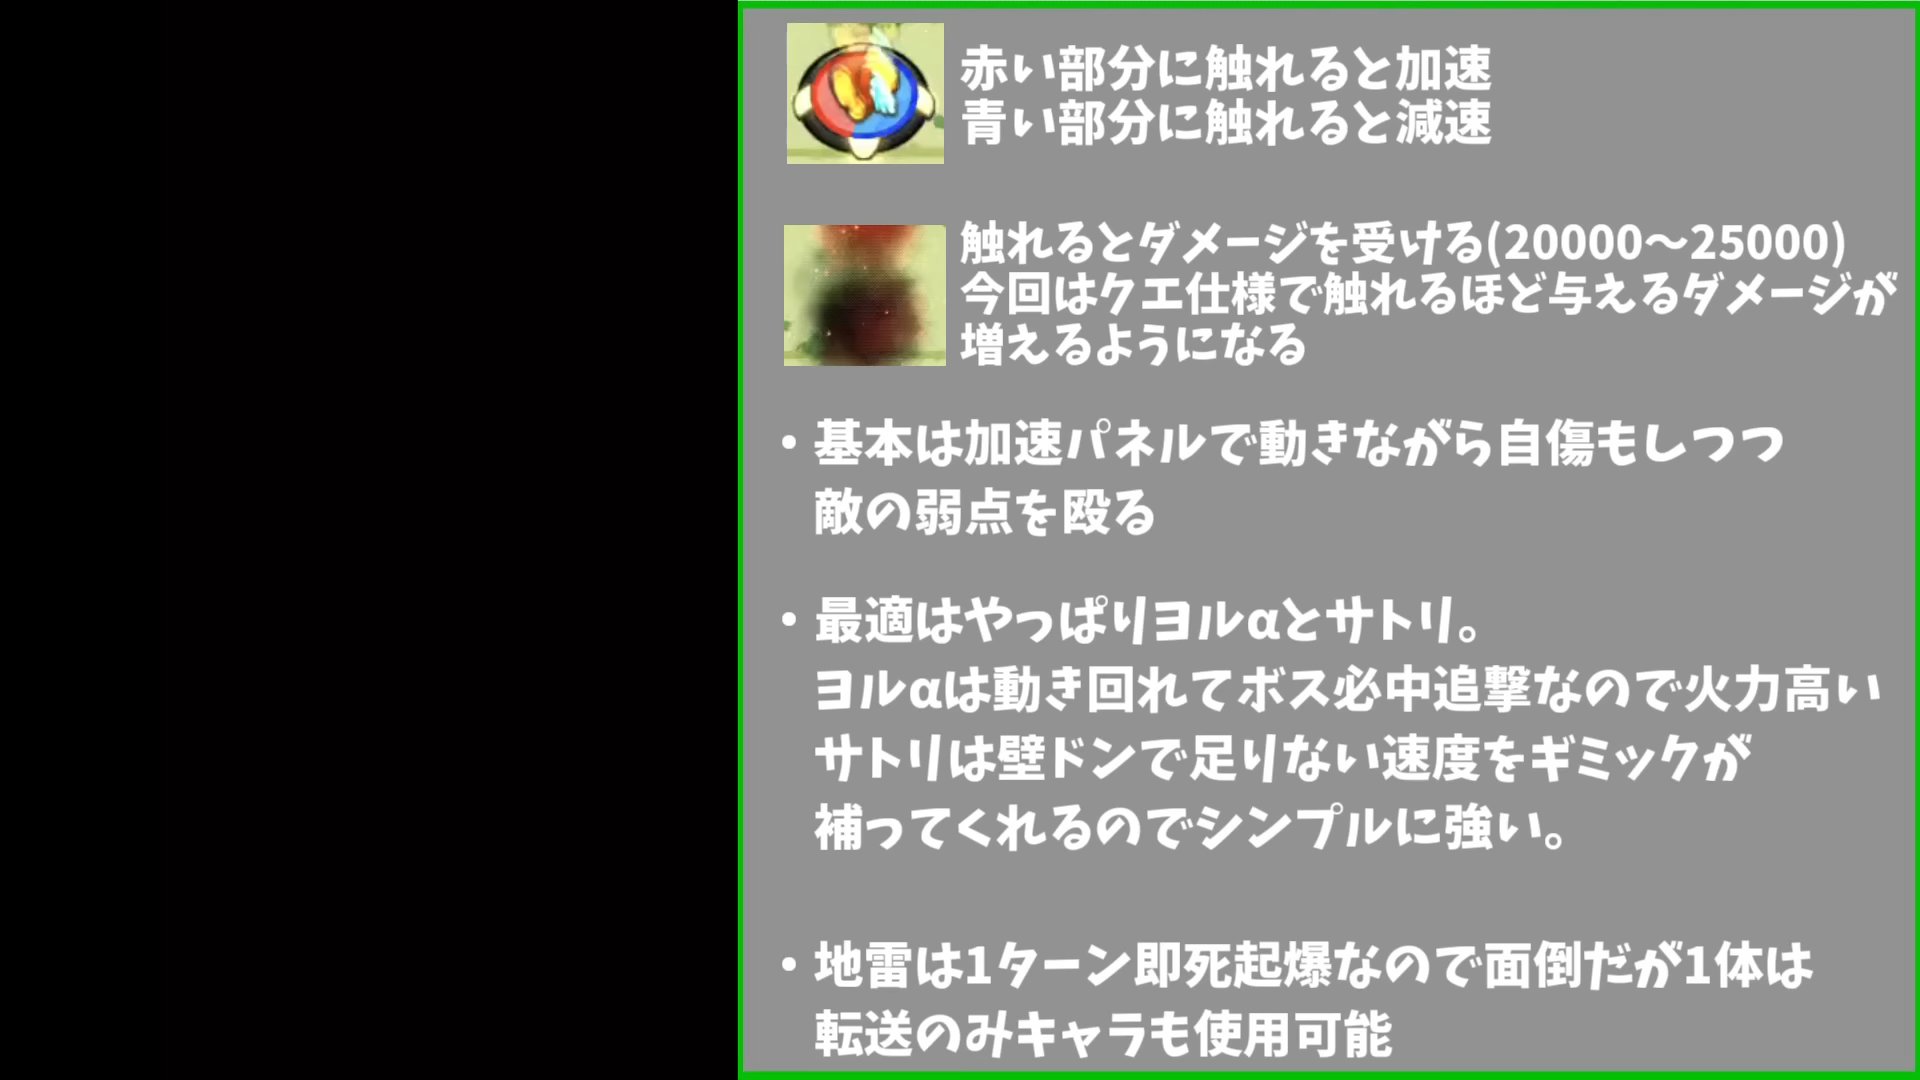 赤い部分に触れると加速
青い部分に触れると減速
触れるとダメージを受ける(20000〜25000)
今回はクエ仕様で触れるほど与えるダメージが
増えるようになる
・基本は加速パネルで動きながら自傷もしつつ
敵の弱点を殴る
・最適はやっぱりヨルαとサトリ。
ヨルαは動き回れてボス必中追撃なので火力高い
サトリは壁ドンで足りない速度をギミックが
補ってくれるのでシンプルに強い。
・地雷は1ターン即死起爆なので面倒だが1体は
転送のみキャラも使用可能